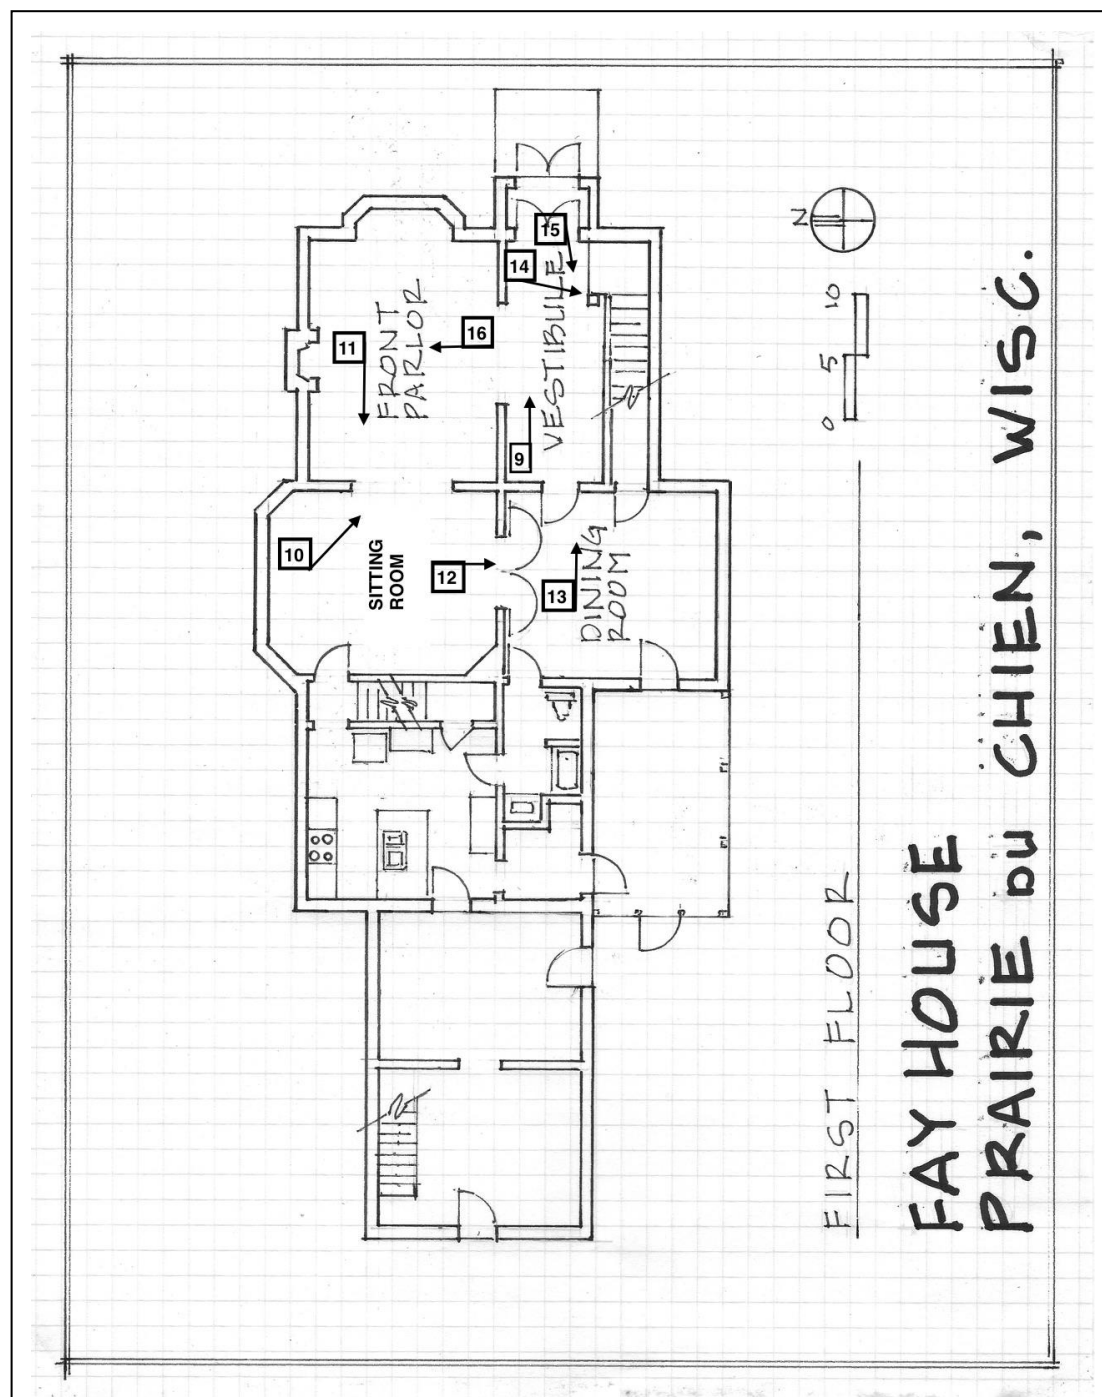 15
14
VESTIBULE
N
FRONT
PARLOR
16
11
9
0 5 10
10
SITTING
ROOM
12
13
DINING
ROOM
FIRST FLOOR
FAY HOUSE
PRAIRIE DU CHIEN, WISC.